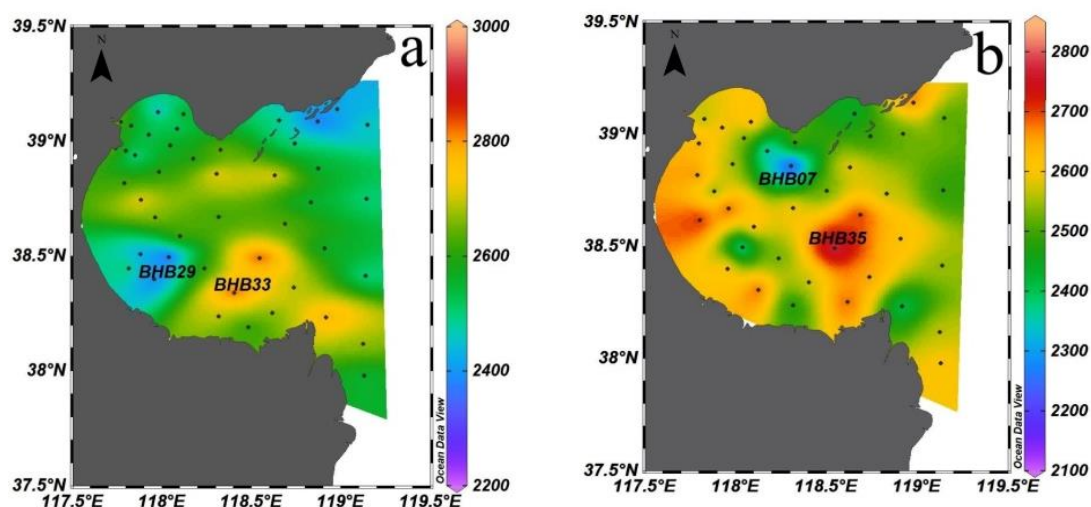 a
N
39.5°N
39°N
38.5°N
38°N
37.5°N
117.5°E
118°E
118.5°E
119°E
119.5°E
BHB29
BHB33
3000
2800
2600
2400
2200
Ocean Data View
b
N
39.5°N
39°N
38.5°N
38°N
37.5°N
117.5°E
118°E
118.5°E
119°E
119.5°E
BHB07
BHB35
2800
2700
2600
2500
2400
2300
2200
2100
Ocean Data View